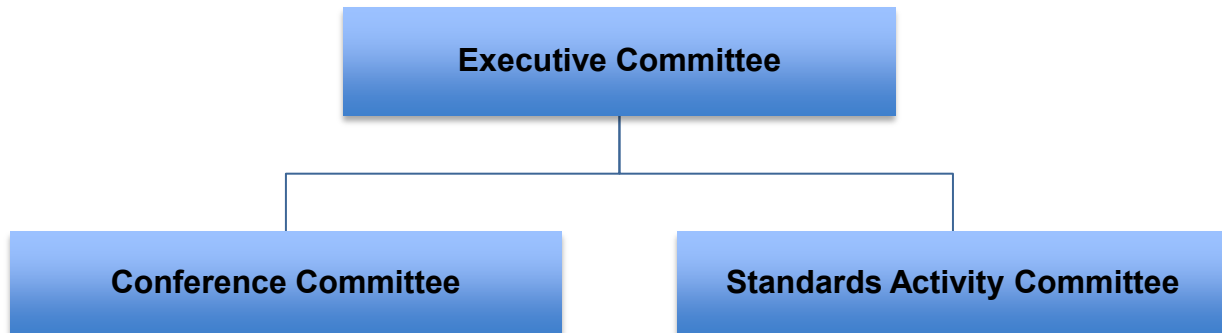 Executive Committee
Conference Committee
Standards Activity Committee